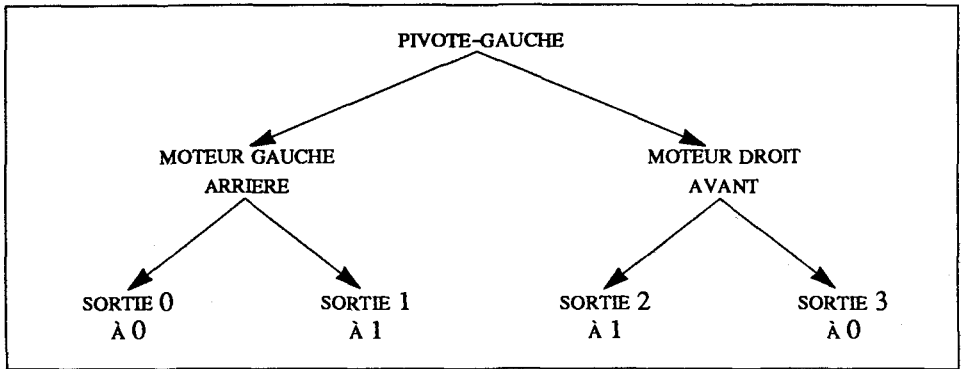 PIVOTE-GAUCHE
MOTEUR GAUCHE
ARRIERE
MOTEUR DROIT
AVANT
SORTIE 0
À 0
SORTIE 1
À 1
SORTIE 2
À 1
SORTIE 3
À 0